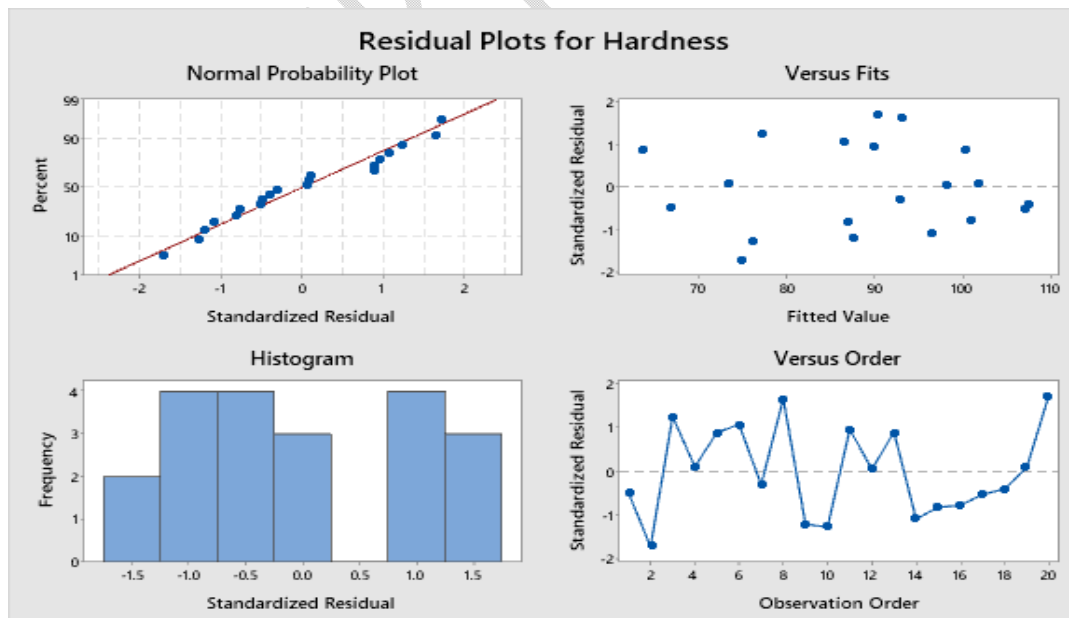 Residual Plots for Hardness
Normal Probability Plot
99
90
50
10
1
Percent
-2 -1 0 1 2
Standardized Residual
Versus Fits
2
1
0
-1
-2
Standardized Residual
70 80 90 100 110
Fitted Value
Histogram
4
3
2
1
0
Frequency
-1.5 -1.0 -0.5 0.0 0.5 1.0 1.5
Standardized Residual
Versus Order
2
1
0
-1
-2
Standardized Residual
2 4 6 8 10 12 14 16 18 20
Observation Order